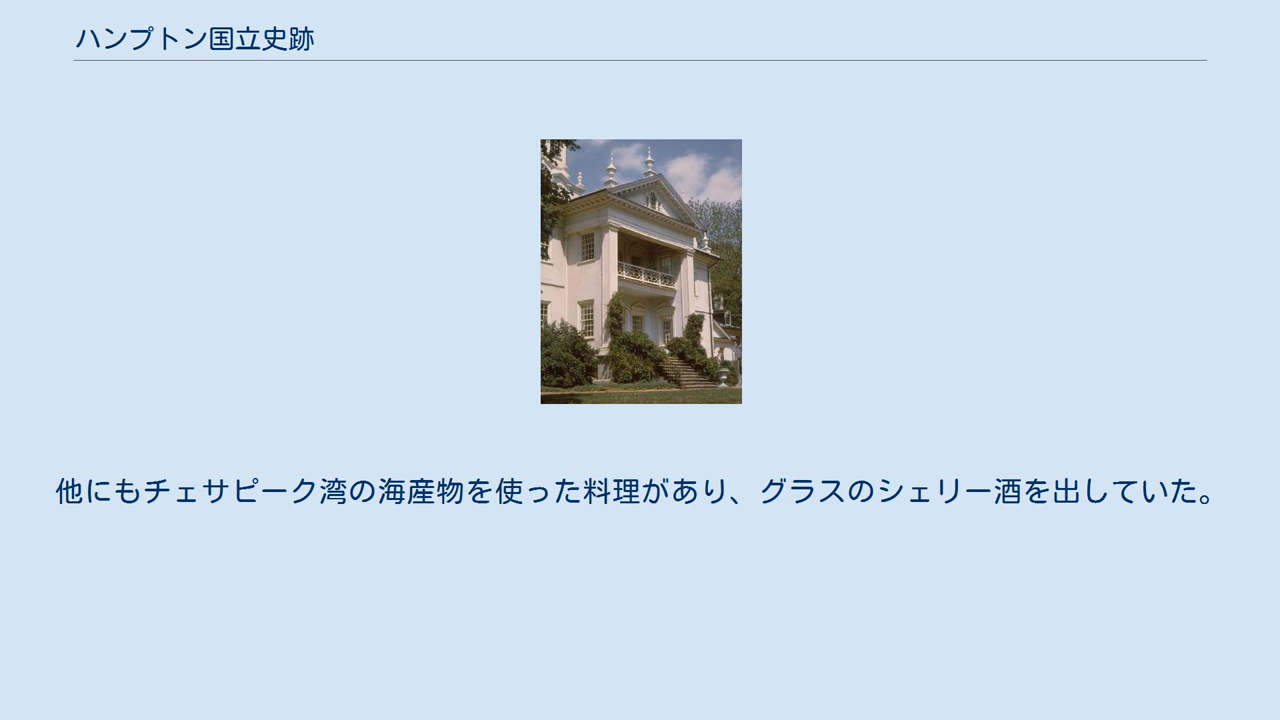 ハンプトン国立史跡
他にもチェサピーク湾の海産物を使った料理があり、グラスのシェリー酒を出していた。